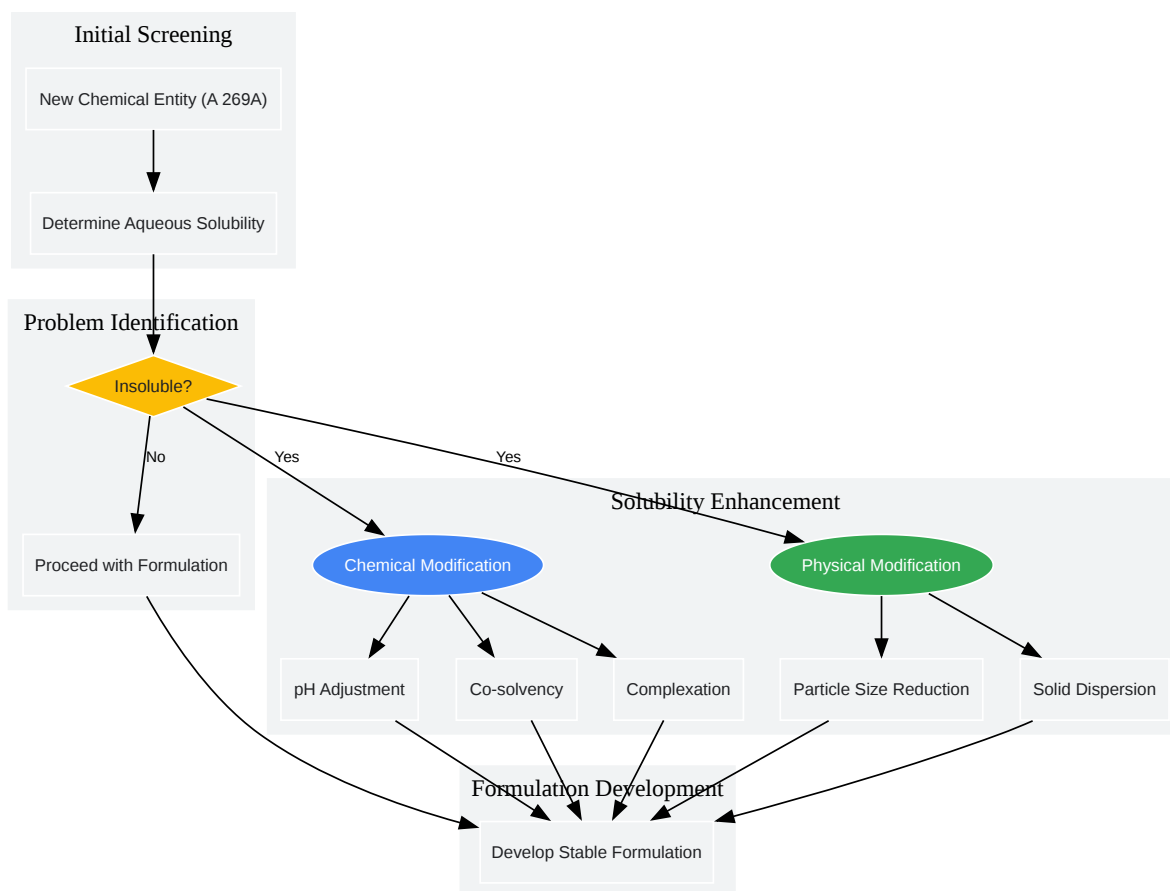 Initial Screening
New Chemical Entity (A 269A)
Determine Aqueous Solubility
Problem Identification
Insoluble?
No
Yes
Yes
Solubility Enhancement
Proceed with Formulation
Chemical Modification
Physical Modification
pH Adjustment
Co-solvency
Complexation
Particle Size Reduction
Solid Dispersion
Formulation Development
Develop Stable Formulation